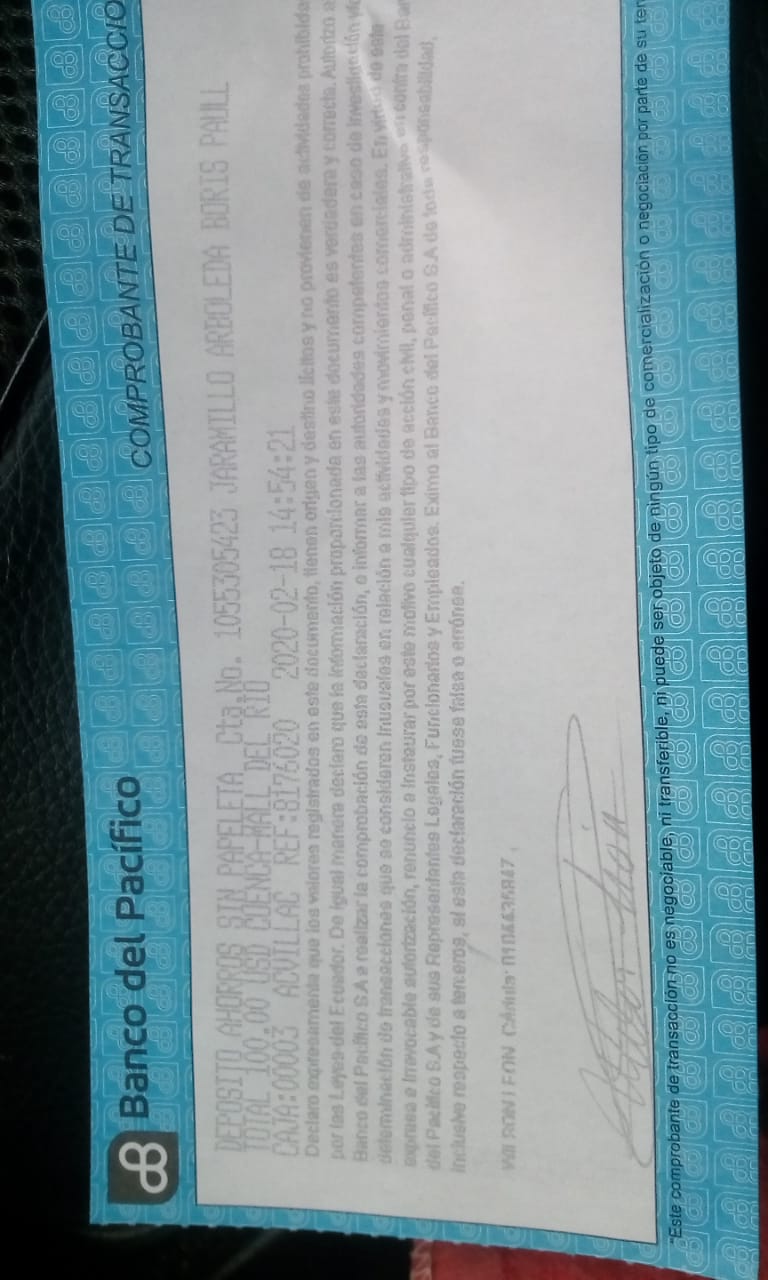 Banco del Pacífico
COMPROBANTE DE TRANSACCIO
DEPOSITO AHORROS SIN PAPELETA Cta.No. 1055305423 JARAMILLO ARBOLEDA BORIS PAULL
TOTAL 100.00 USD CUENCA-MALL DEL RIO
CAJA:00003 ADVILLAC REF:8176020 2020-02-18 14:54:21
Declaro expresamente que los valores registrados en este documento, tienen origen y destino lícitos y no provienen de actividades prohibidas
por las Leyes del Ecuador. De igual manera declaro que la información proporcionada en este documento es verdadera y correcta. Autorizo a
Banco del Pacífico S.A a realizar la comprobación de esta declaración, e informar a las autoridades competentes en caso de investigación y/o
determinación de transacciones que se consideren inusuales en relación a mis actividades y movimientos comerciales. En virtud de esta
expresa e irrevocable autorización, renuncio a instaurar por este motivo cualquier tipo de acción civil, penal o administrativa en contra del Ban
del Pacífico S.A y de sus Representantes Legales, Funcionarios y Empleados. Eximo al Banco del Pacífico S.A de toda responsabilidad,
inclusive respecto a terceros, si esta declaración fuese falsa o errónea.
WILSON LEON Cédula:
*Este comprobante de transacción no es negociable, ni transferible, ni puede ser objeto de ningún tipo de comercialización o negociación por parte de su ten